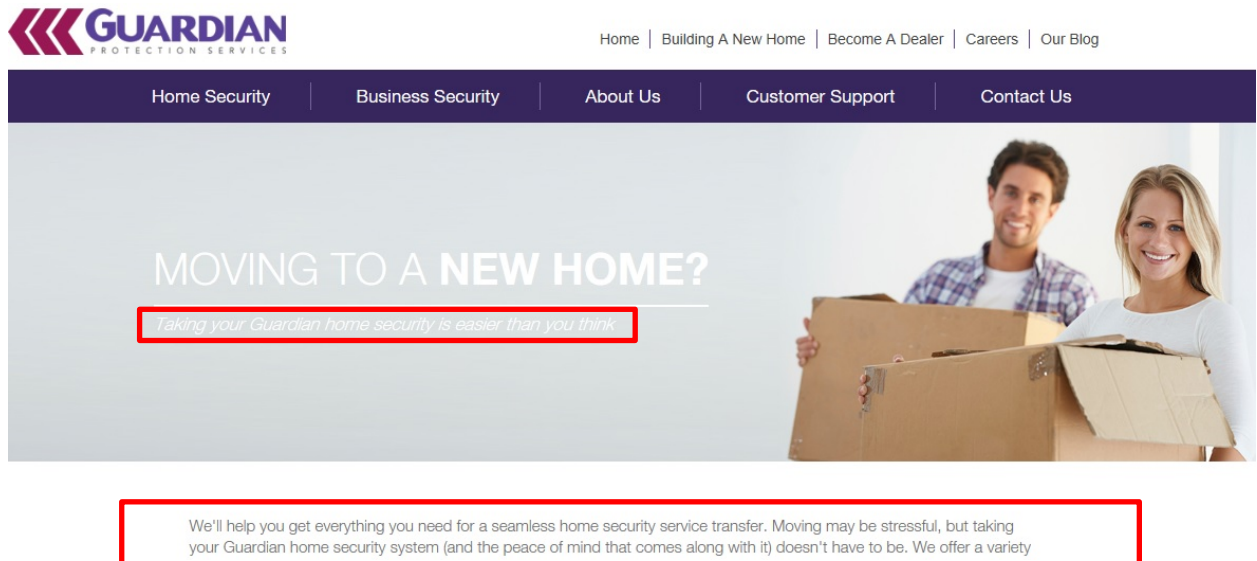 GUARDIAN
PROTECTION SERVICES
Home | Building A New Home | Become A Dealer | Careers | Our Blog
Home Security | Business Security | About Us | Customer Support | Contact Us
MOVING TO A NEW HOME?
Taking your Guardian home security is easier than you think
We'll help you get everything you need for a seamless home security service transfer. Moving may be stressful, but taking
your Guardian home security system (and the peace of mind that comes along with it) doesn't have to be. We offer a variety